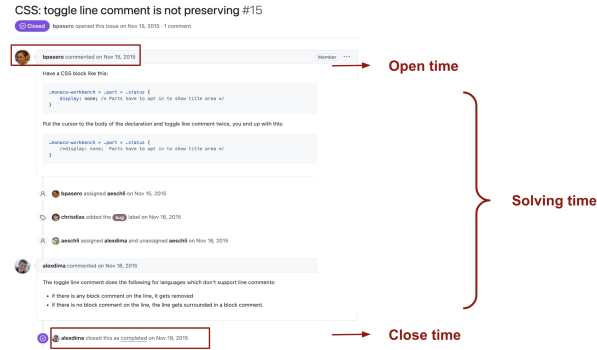 CSS: toggle line comment is not preserving #15
Closed bpasero opened this issue on Nov 15, 2015 · 1 comment
bpasero commented on Nov 15, 2015 Member ···
Open time
Have a CSS block like this:
.monaco-workbench > .part > .status {
display: none; /* Parts have to opt in to show title area */
}
Put the cursor to the body of the declaration and toggle line comment twice, you end up with this:
.monaco-workbench > .part > .status {
/*display: none;  Parts have to opt in to show title area */
}
Solving time
bpasero assigned aeschli on Nov 15, 2015
chrisdias added the bug label on Nov 16, 2015
aeschli assigned alexdima and unassigned aeschli on Nov 18, 2015
alexdima commented on Nov 18, 2015
The toggle line comment does the following for languages which don't support line comments:
• if there is any block comment on the line, it gets removed
• if there is no block comment on the line, the line gets surrounded in a block comment.
alexdima closed this as completed on Nov 18, 2015
Close time